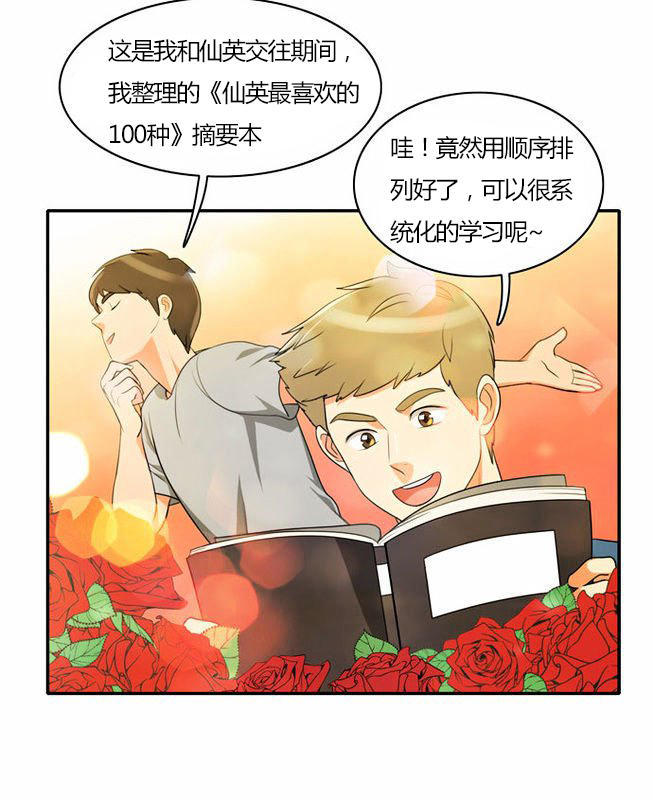 这是我和仙英交往期间，
我整理的《仙英最喜欢的
100种》摘要本
哇！竟然用顺序排
列好了，可以很系
统化的学习呢~